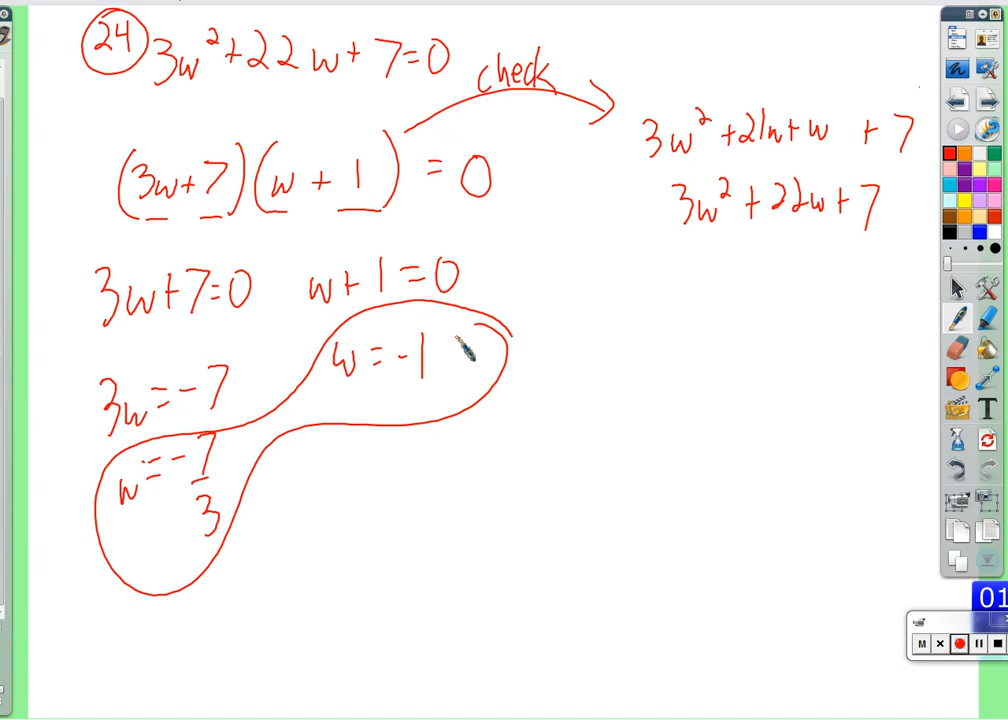 24 3w²+22w+7=0
check
3w²+21w+w+7
(3w+7)(w+1)=0
3w²+22w+7
3w+7=0 w+1=0
w=-1
3w=-7
w=-7/3
T
01
M